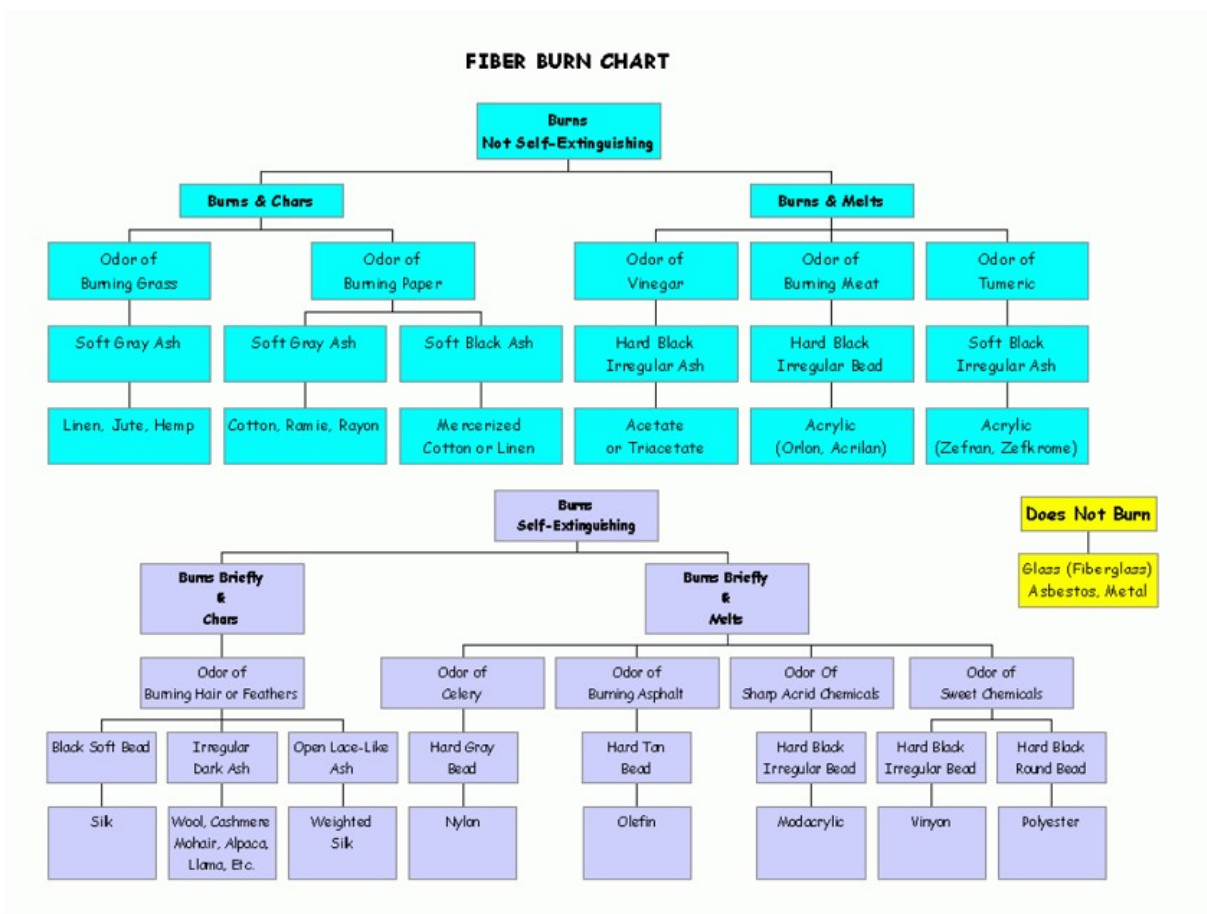 FIBER BURN CHART
Burns
Not Self-Extinguishing
Burns & Chars
Burns & Melts
Odor of
Burning Grass
Odor of
Burning Paper
Odor of
Vinegar
Odor of
Burning Meat
Odor of
Tumeric
Soft Gray Ash
Soft Gray Ash
Soft Black Ash
Hard Black
Irregular Ash
Hard Black
Irregular Bead
Soft Black
Irregular Ash
Linen, Jute, Hemp
Cotton, Ramie, Rayon
Mercerized
Cotton or Linen
Acetate
or Triacetate
Acrylic
(Orlon, Acrilan)
Acrylic
(Zefran, Zefkrome)
Burns
Self-Extinguishing
Does Not Burn
Glass (Fiberglass)
Asbestos, Metal
Burns Briefly
&
Chars
Burns Briefly
&
Melts
Odor of
Burning Hair or Feathers
Odor of
Celery
Odor of
Burning Asphalt
Odor Of
Sharp Acrid Chemicals
Odor of
Sweet Chemicals
Black Soft Bead
Irregular
Dark Ash
Open Lace-Like
Ash
Hard Gray
Bead
Hard Tan
Bead
Hard Black
Irregular Bead
Hard Black
Irregular Bead
Hard Black
Round Bead
Silk
Wool, Cashmere
Mohair, Alpaca,
Llama, Etc.
Weighted
Silk
Nylon
Olefin
Modacrylic
Vinyon
Polyester